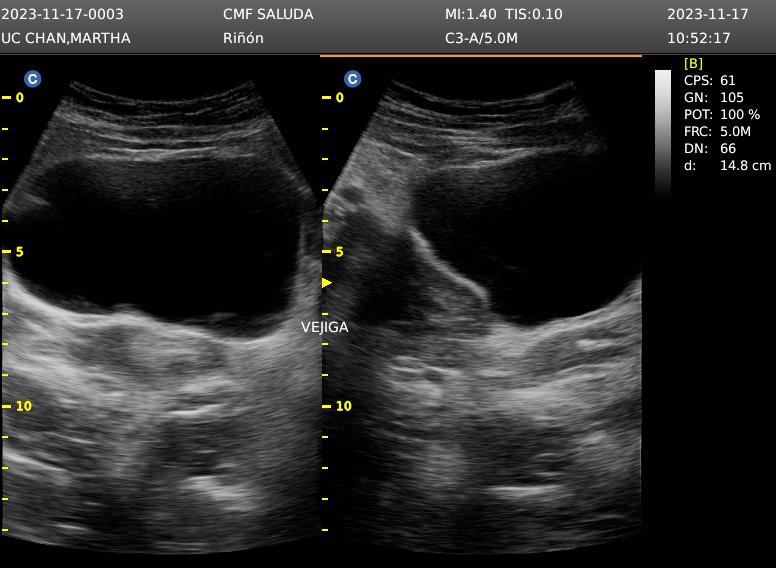 2023-11-17-0003 CMF SALUDA MI:1.40 TIS:0.10 2023-11-17
UC CHAN,MARTHA Riñón C3-A/5.0M 10:52:17
[B]
C C CPS: 61
0 0 GN: 105
POT: 100 %
FRC: 5.0M
DN: 66
d: 14.8 cm
5 5
VEJIGA
10 10